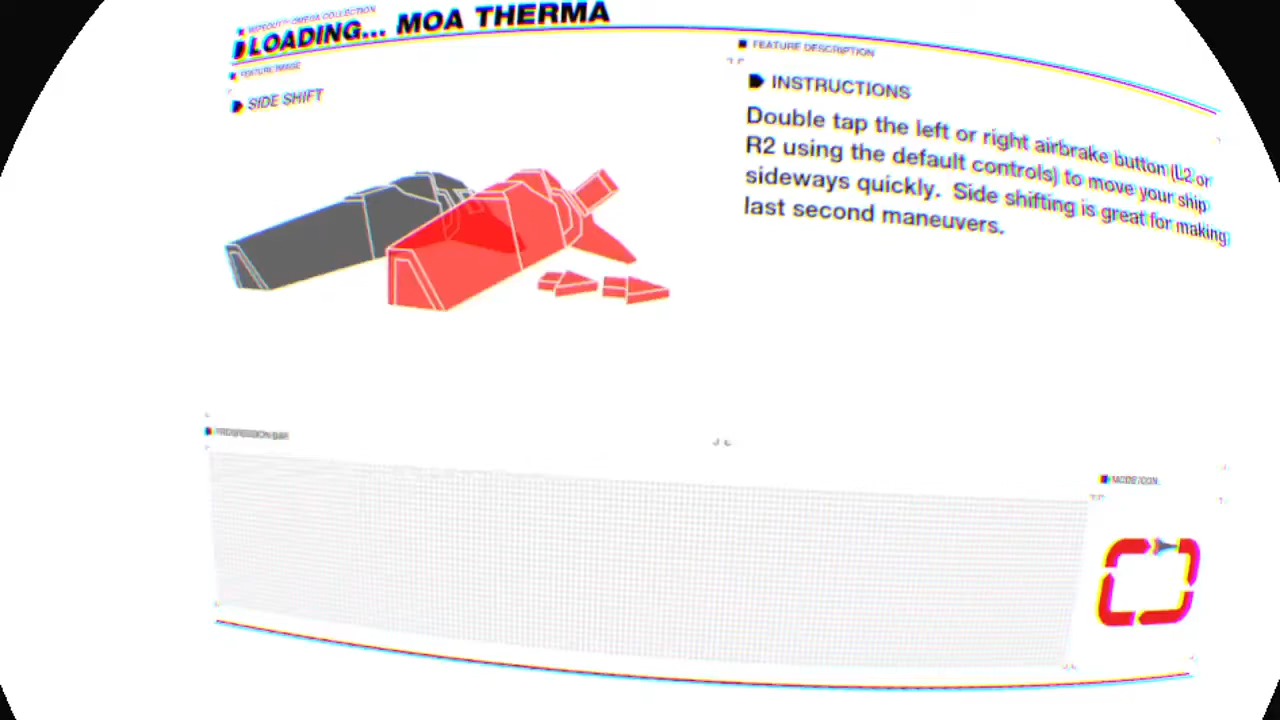 WIPEOUT™ OMEGA COLLECTION
LOADING... MOA THERMA
FEATURE IMAGE
SIDE SHIFT
FEATURE DESCRIPTION
INSTRUCTIONS
Double tap the left or right airbrake button (L2 or
R2 using the default controls) to move your ship
sideways quickly. Side shifting is great for making
last second maneuvers.
PROGRESSION BAR
MODE ICON